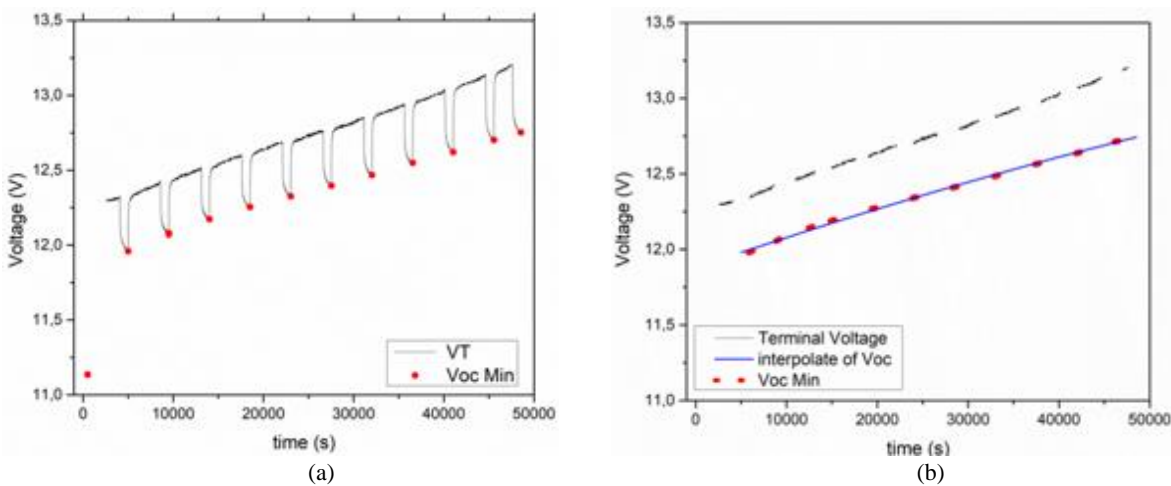 13,5
13,0
12,5
12,0
11,5
11,0
Voltage (V)
0 10000 20000 30000 40000 50000
time (s)
VT
Voc Min
(a)
13,5
13,0
12,5
12,0
11,5
11,0
Voltage (V)
0 10000 20000 30000 40000 50000
time (s)
Terminal Voltage
interpolate of Voc
Voc Min
(b)